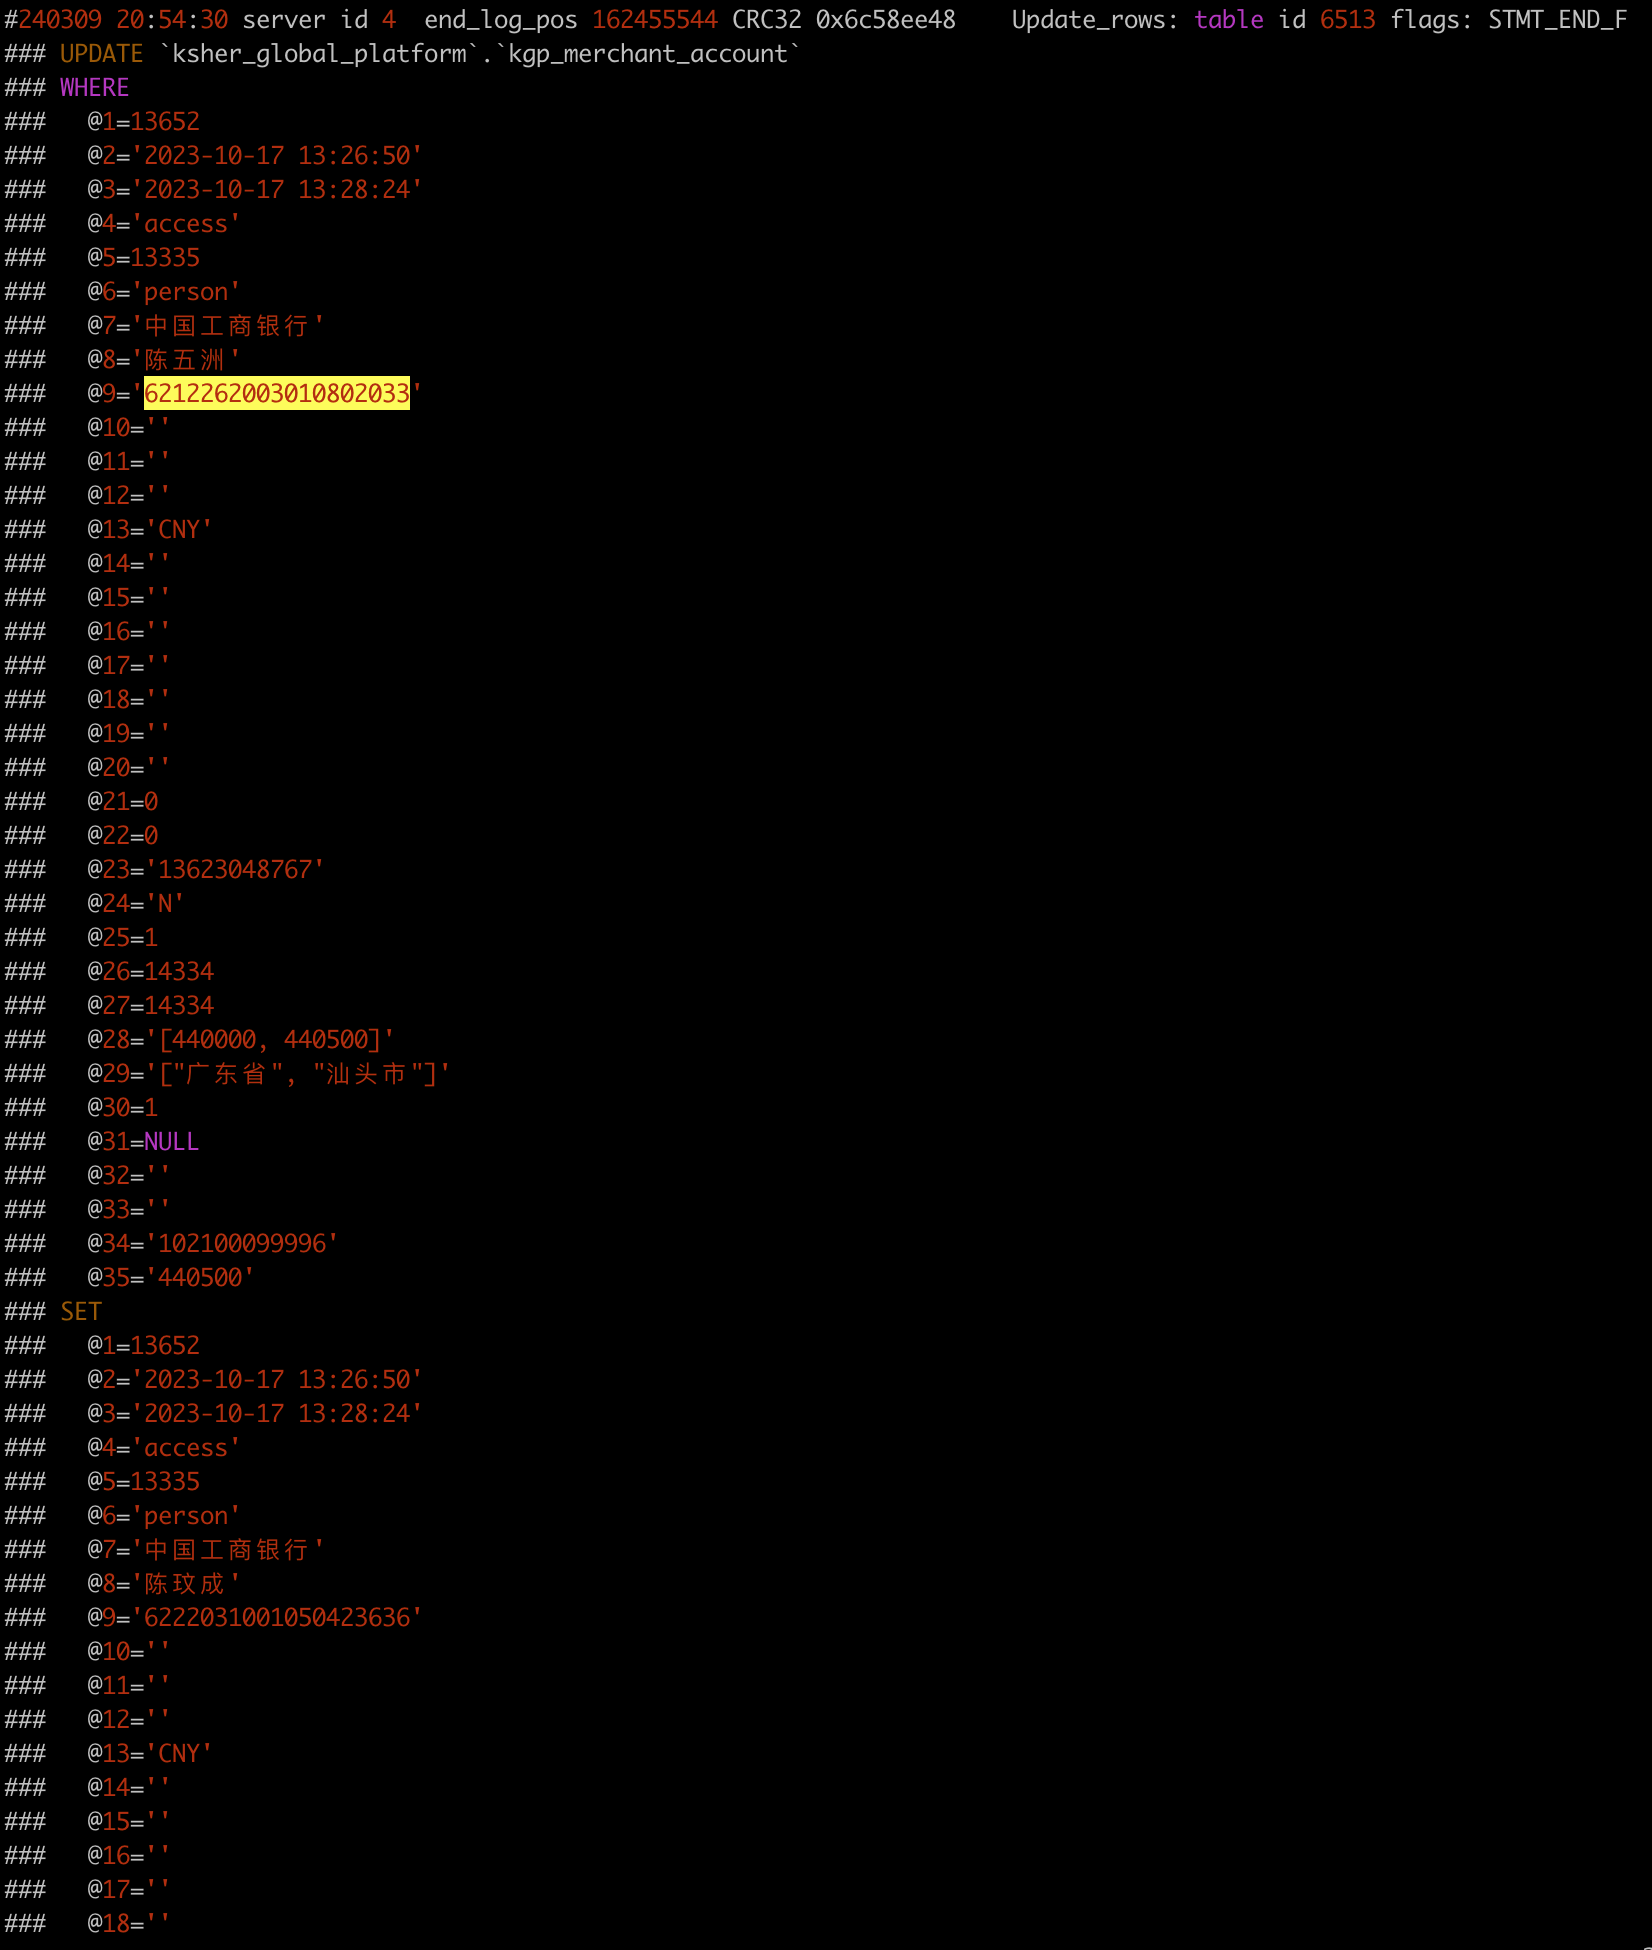 #240309 20:54:30 server id 4  end_log_pos 162455544 CRC32 0x6c58ee48    Update_rows: table id 6513 flags: STMT_END_F
### UPDATE `ksher_global_platform`.`kgp_merchant_account`
### WHERE
###   @1=13652
###   @2='2023-10-17 13:26:50'
###   @3='2023-10-17 13:28:24'
###   @4='access'
###   @5=13335
###   @6='person'
###   @7='中国工商银行'
###   @8='陈五洲'
###   @9='6212262003010802033'
###   @10=''
###   @11=''
###   @12=''
###   @13='CNY'
###   @14=''
###   @15=''
###   @16=''
###   @17=''
###   @18=''
###   @19=''
###   @20=''
###   @21=0
###   @22=0
###   @23='13623048767'
###   @24='N'
###   @25=1
###   @26=14334
###   @27=14334
###   @28='[440000, 440500]'
###   @29='["广东省", "汕头市"]'
###   @30=1
###   @31=NULL
###   @32=''
###   @33=''
###   @34='102100099996'
###   @35='440500'
### SET
###   @1=13652
###   @2='2023-10-17 13:26:50'
###   @3='2023-10-17 13:28:24'
###   @4='access'
###   @5=13335
###   @6='person'
###   @7='中国工商银行'
###   @8='陈玟成'
###   @9='6222031001050423636'
###   @10=''
###   @11=''
###   @12=''
###   @13='CNY'
###   @14=''
###   @15=''
###   @16=''
###   @17=''
###   @18=''